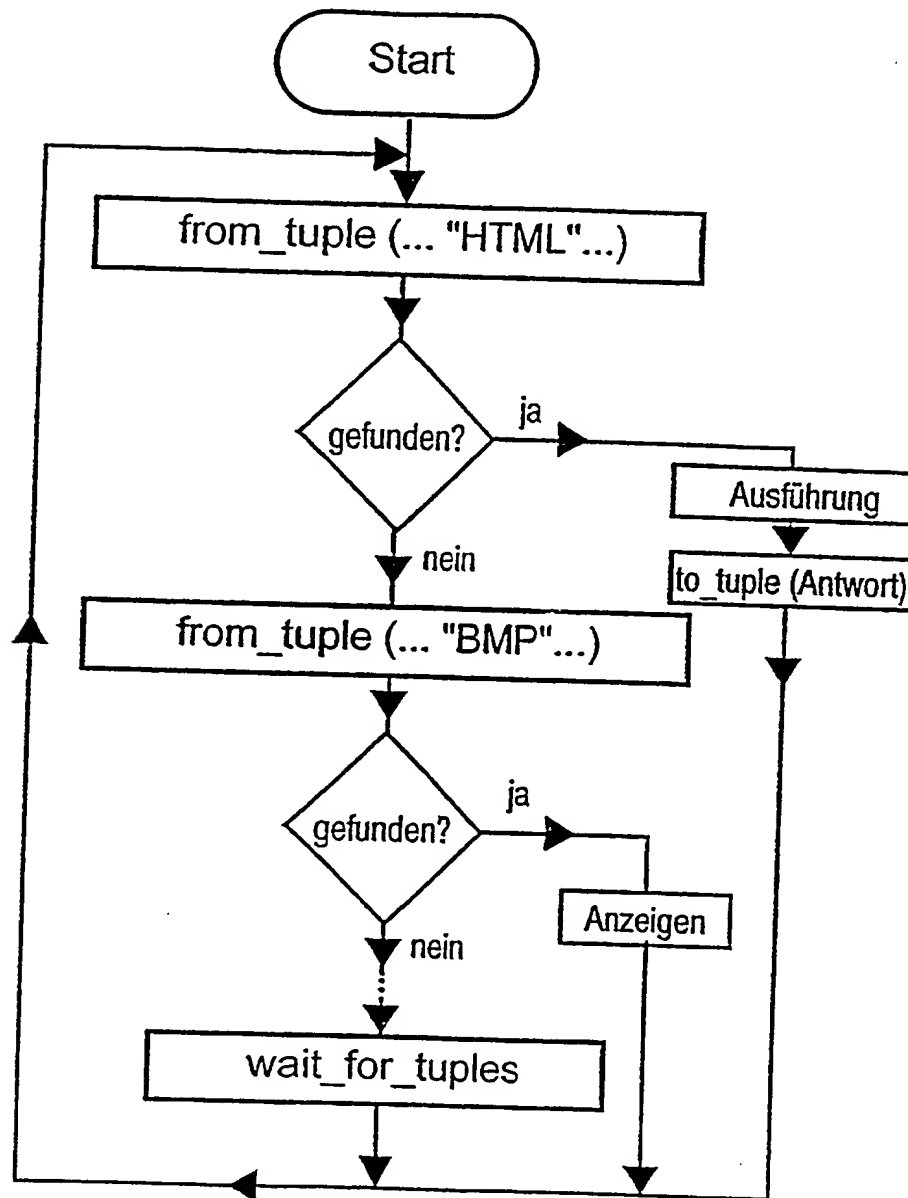 Start
from_tuple (... "HTML"...)
gefunden?
ja
Ausführung
to_tuple (Antwort)
nein
from_tuple (... "BMP"...)
gefunden?
ja
Anzeigen
nein
wait_for_tuples